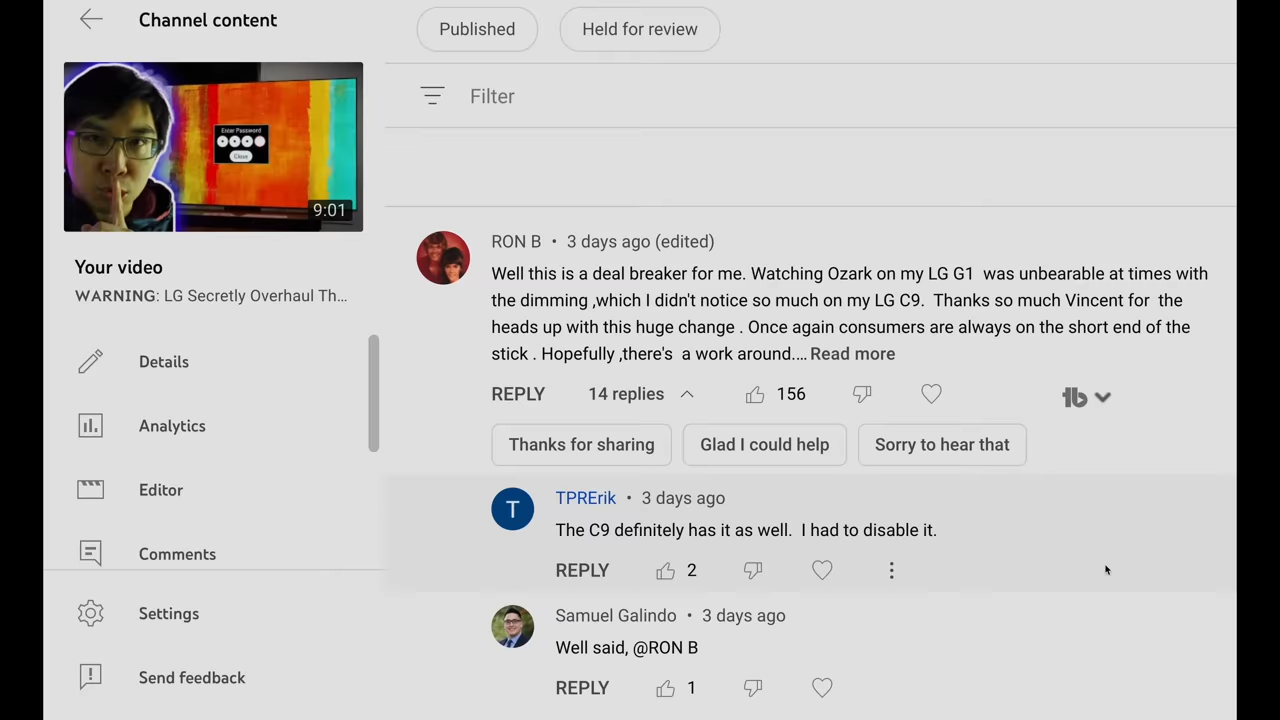 Channel content
Enter Password
Close
9:01
Your video
WARNING: LG Secretly Overhaul Th...
Details
Analytics
Editor
Comments
Settings
Send feedback
Published
Held for review
Filter
RON B • 3 days ago (edited)
Well this is a deal breaker for me. Watching Ozark on my LG G1  was unbearable at times with
the dimming ,which I didn't notice so much on my LG C9.  Thanks so much Vincent for  the
heads up with this huge change . Once again consumers are always on the short end of the
stick . Hopefully ,there's  a work around.... Read more
REPLY 14 replies 156
Thanks for sharing Glad I could help Sorry to hear that
T
TPRErik • 3 days ago
The C9 definitely has it as well.  I had to disable it.
REPLY 2
Samuel Galindo • 3 days ago
Well said, @RON B
REPLY 1